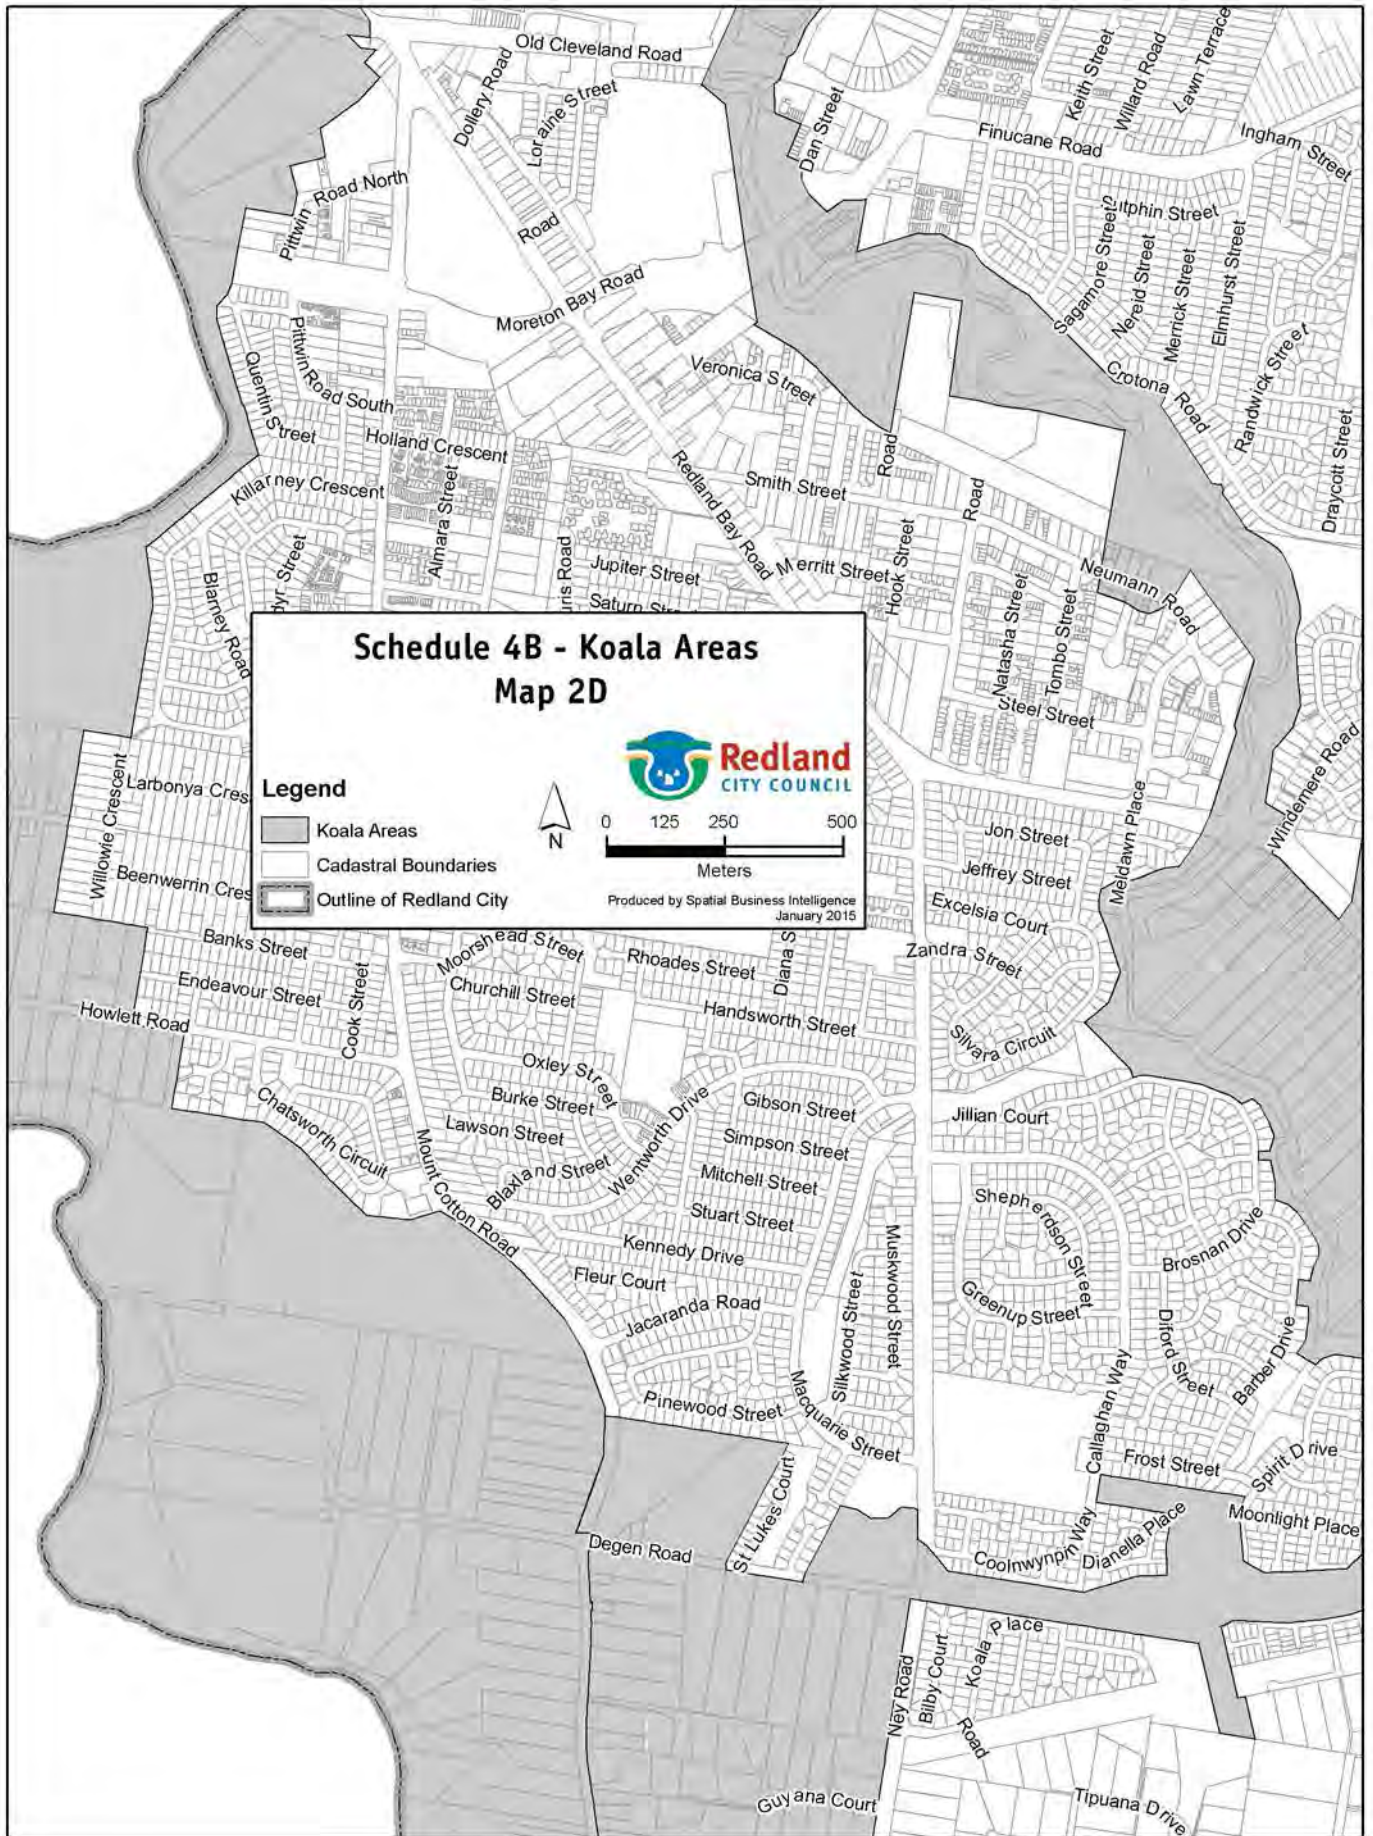 Old Cleveland Road
Dollery Road
Loraine Street
Keith Street
Willard Road
Lawn Terrace
Dan Street
Finucane Road
Ingham Street
Pittwin Road North
Road
Sagamore Street
Nereid Street
Merrick Street
Elmhurst Street
Moreton Bay Road
Pittwin Road South
Quentin Street
Veronica Street
Crotona Road
Randwick Street
Draycott Street
Holland Crescent
Killarney Crescent
Almara Street
Redland Bay Road
Smith Street
Road
Road
Jupiter Street
Merritt Street
Hook Street
Neumann Road
Blarney Road
Natasha Street
Tombo Street
Steel Street
Schedule 4B - Koala Areas
Map 2D
Redland
CITY COUNCIL
Legend
Koala Areas
Cadastral Boundaries
Outline of Redland City
N
0 125 250 500
Meters
Produced by Spatial Business Intelligence
January 2015
Willowie Crescent
Larbonya Cres
Beenwerrin Cres
Windemere Road
Meldawn Place
Jon Street
Jeffrey Street
Excelsia Court
Zandra Street
Silvara Circuit
Banks Street
Endeavour Street
Howlett Road
Cook Street
Moorshead Street
Churchill Street
Rhoades Street
Diana S
Handsworth Street
Oxley Street
Burke Street
Lawson Street
Blaxland Street
Wentworth Drive
Gibson Street
Simpson Street
Mitchell Street
Stuart Street
Kennedy Drive
Jillian Court
Chatsworth Circuit
Mount Cotton Road
Fleur Court
Jacaranda Road
Pinewood Street
Macquarie Street
Silkwood Street
Muskwood Street
Shepherdson Street
Greenup Street
Brosnan Drive
Diford Street
Barber Drive
Callaghan Way
Frost Street
Spirit Drive
Moonlight Place
St Lukes Court
Degen Road
Coolnwynpin Way
Dianella Place
Ney Road
Bilby Court
Koala Place
Road
Guyana Court
Tipuana Drive